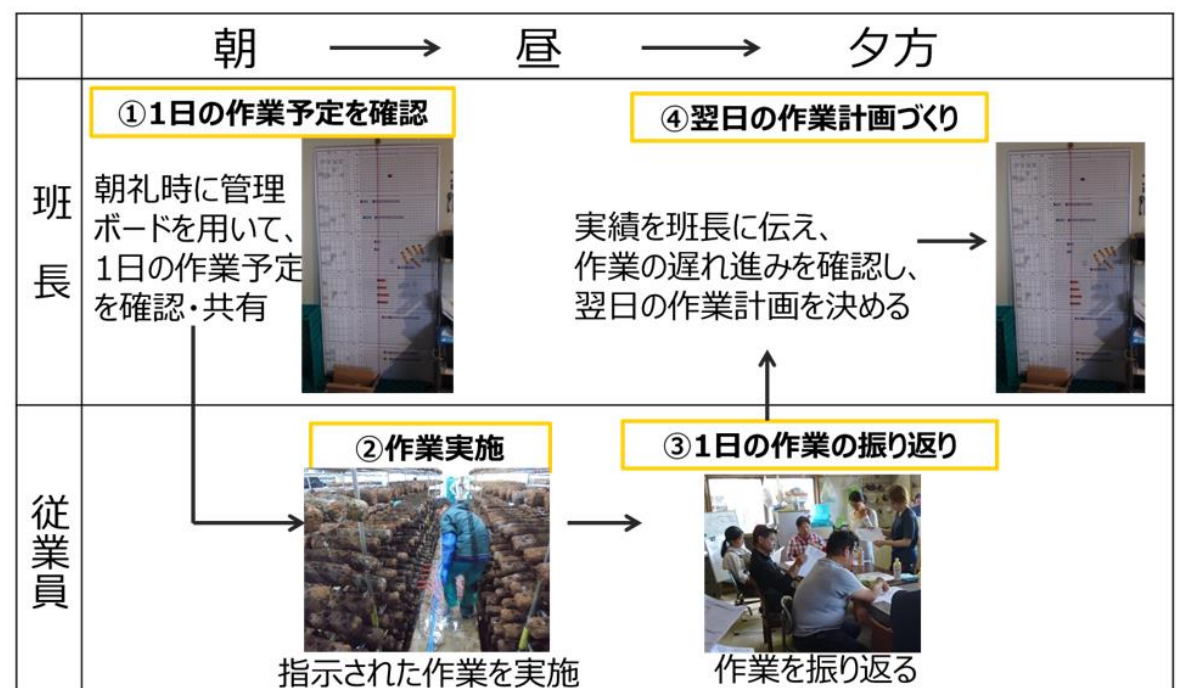 朝 → 昼 → 夕方
班長
①1日の作業予定を確認
朝礼時に管理
ボードを用いて、
1日の作業予定
を確認・共有
④翌日の作業計画づくり
実績を班長に伝え、
作業の遅れ進みを確認し、
翌日の作業計画を決める
従業員
②作業実施
指示された作業を実施
③1日の作業の振り返り
作業を振り返る